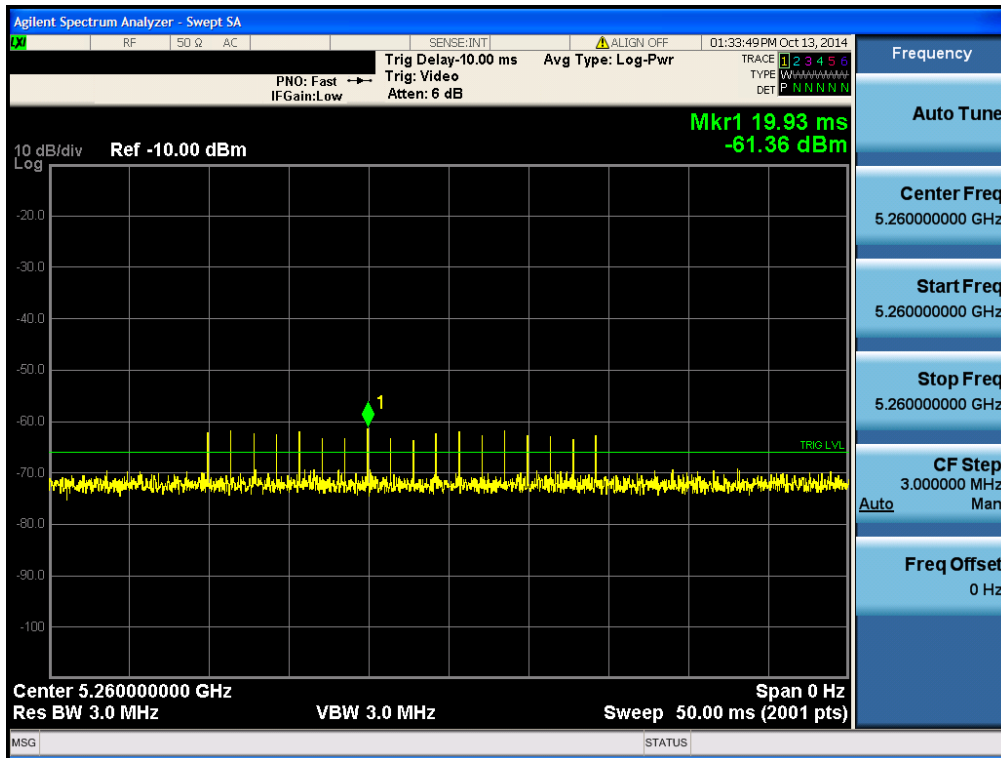 Agilent Spectrum Analyzer - Swept SA
LXI RF 50 Ω AC SENSE:INT ALIGN OFF 01:33:49 PM Oct 13, 2014
Trig Delay-10.00 ms Avg Type: Log-Pwr TRACE 1 2 3 4 5 6
PNO: Fast Trig: Video TYPE W
IFGain:Low Atten: 6 dB DET P N N N N N
Mkr1 19.93 ms
10 dB/div Ref -10.00 dBm -61.36 dBm
Log
-20.0
-30.0
-40.0
-50.0
-60.0
1
TRIG LVL
-70.0
-80.0
-90.0
-100
Center 5.260000000 GHz Span 0 Hz
Res BW 3.0 MHz VBW 3.0 MHz Sweep 50.00 ms (2001 pts)
MSG STATUS
Frequency
Auto Tune
Center Freq
5.260000000 GHz
Start Freq
5.260000000 GHz
Stop Freq
5.260000000 GHz
CF Step
3.000000 MHz
Auto Man
Freq Offset
0 Hz